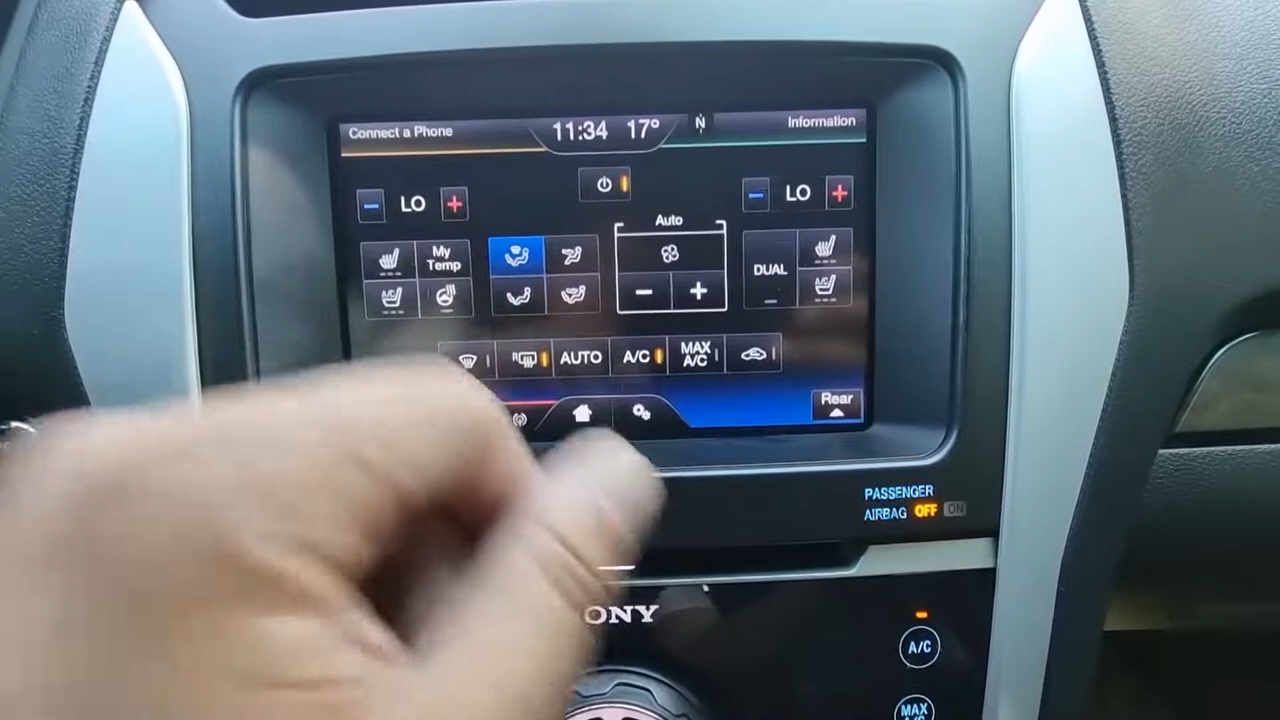 Connect a Phone
11:34 17° N
Information
LO
LO
Auto
My
Temp
A/C
DUAL
A/C
R
AUTO
A/C
MAX
A/C
Rear
PASSENGER
AIRBAG OFF ON
ONY
A/C
MAX